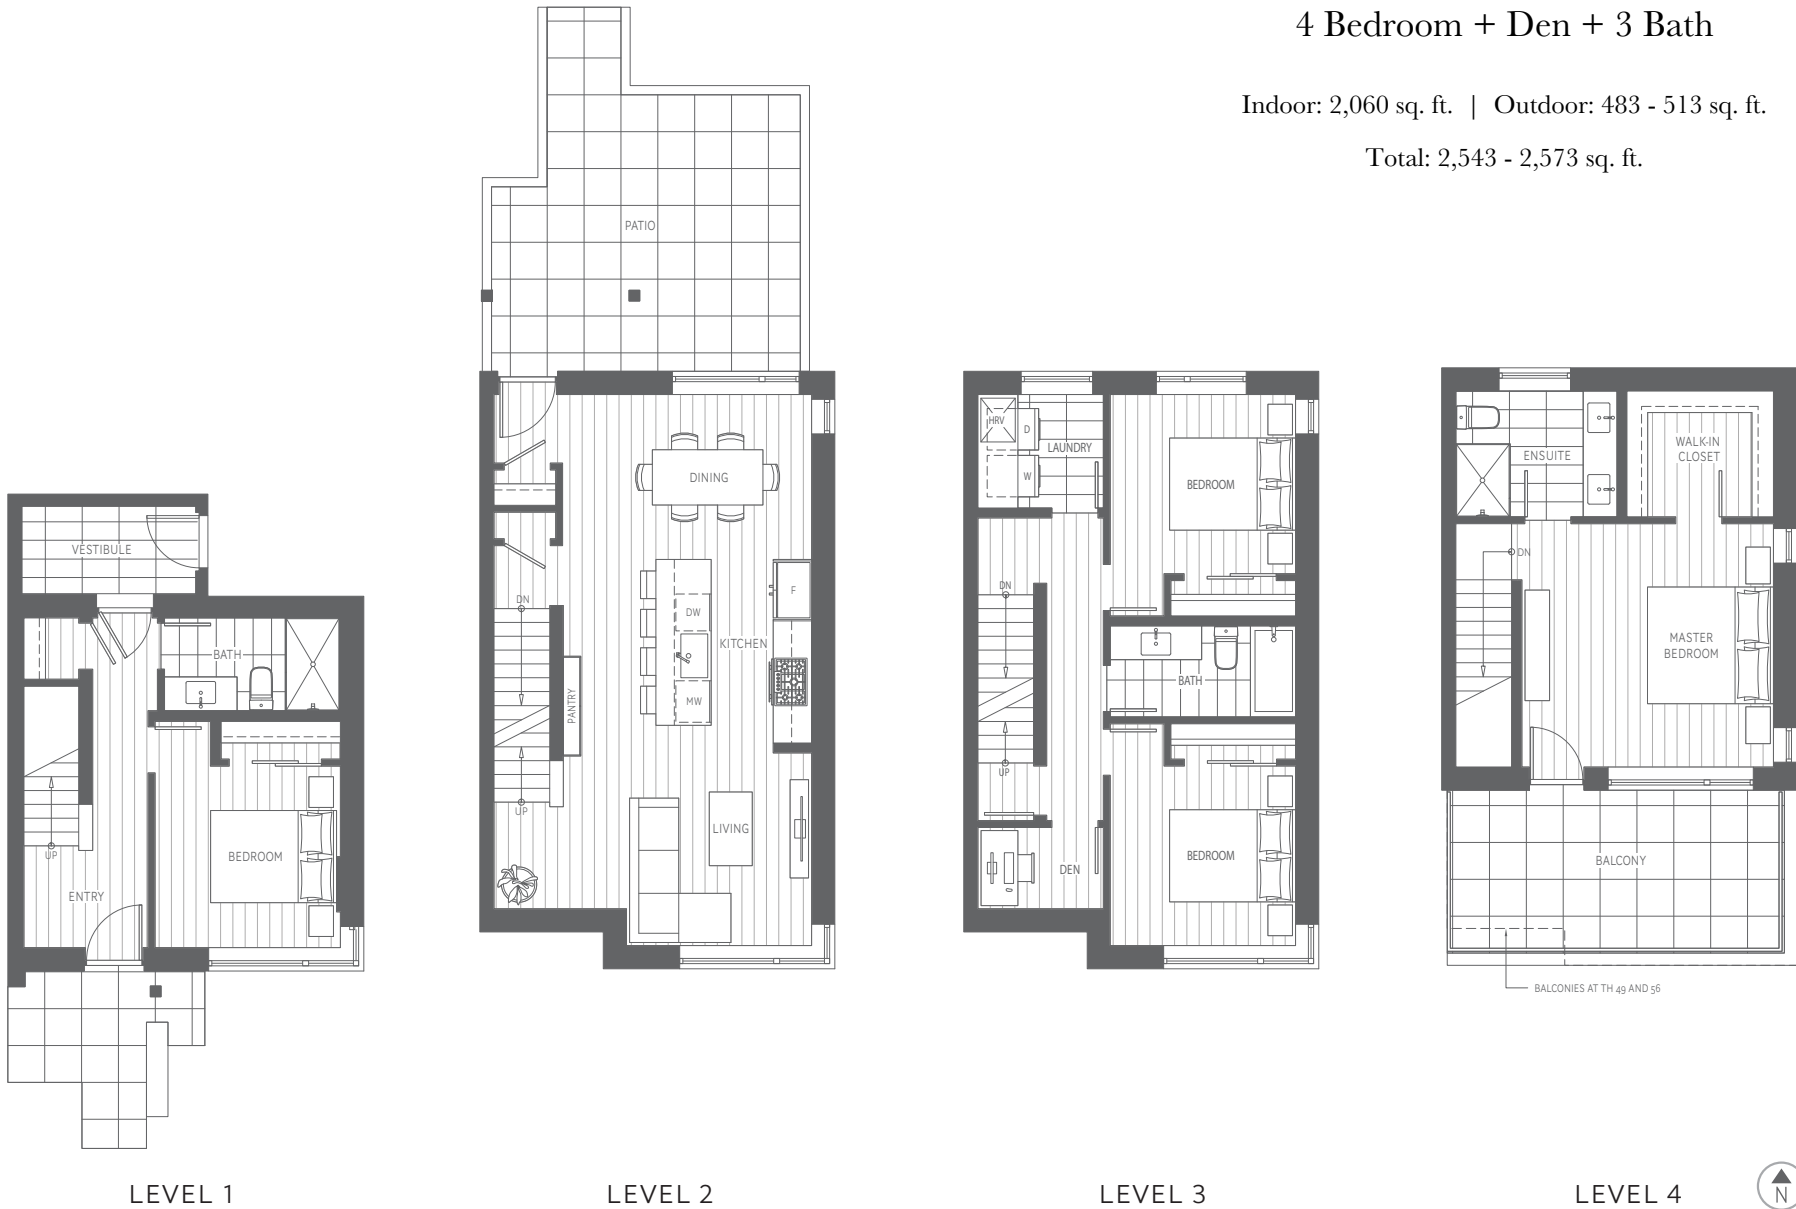 4 Bedroom + Den + 3 Bath
Indoor: 2,060 sq. ft. | Outdoor: 483 - 513 sq. ft.
Total: 2,543 - 2,573 sq. ft.
VESTIBULE
BATH
UP
BEDROOM
ENTRY
LEVEL 1
PATIO
DINING
DN
F
DW
KITCHEN
MW
PANTRY
UP
LIVING
LEVEL 2
HRV
D
LAUNDRY
W
BEDROOM
DN
BATH
UP
BEDROOM
DEN
LEVEL 3
ENSUITE
WALK-IN
CLOSET
DN
MASTER
BEDROOM
BALCONY
BALCONIES AT TH 49 AND 56
LEVEL 4
N